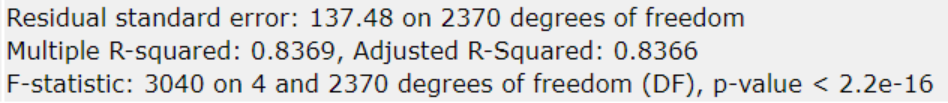 Residual standard error: 137.48 on 2370 degrees of freedom
Multiple R-squared: 0.8369, Adjusted R-Squared: 0.8366
F-statistic: 3040 on 4 and 2370 degrees of freedom (DF), p-value < 2.2e-16